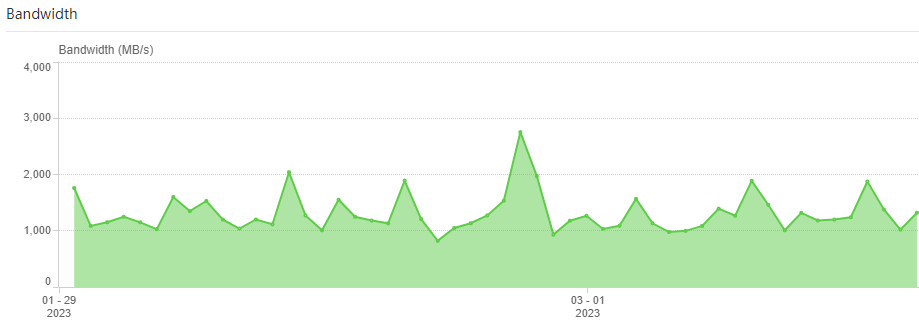 Bandwidth
Bandwidth (MB/s)
4,000
3,000
2,000
1,000
0
01 - 29
2023
03 - 01
2023